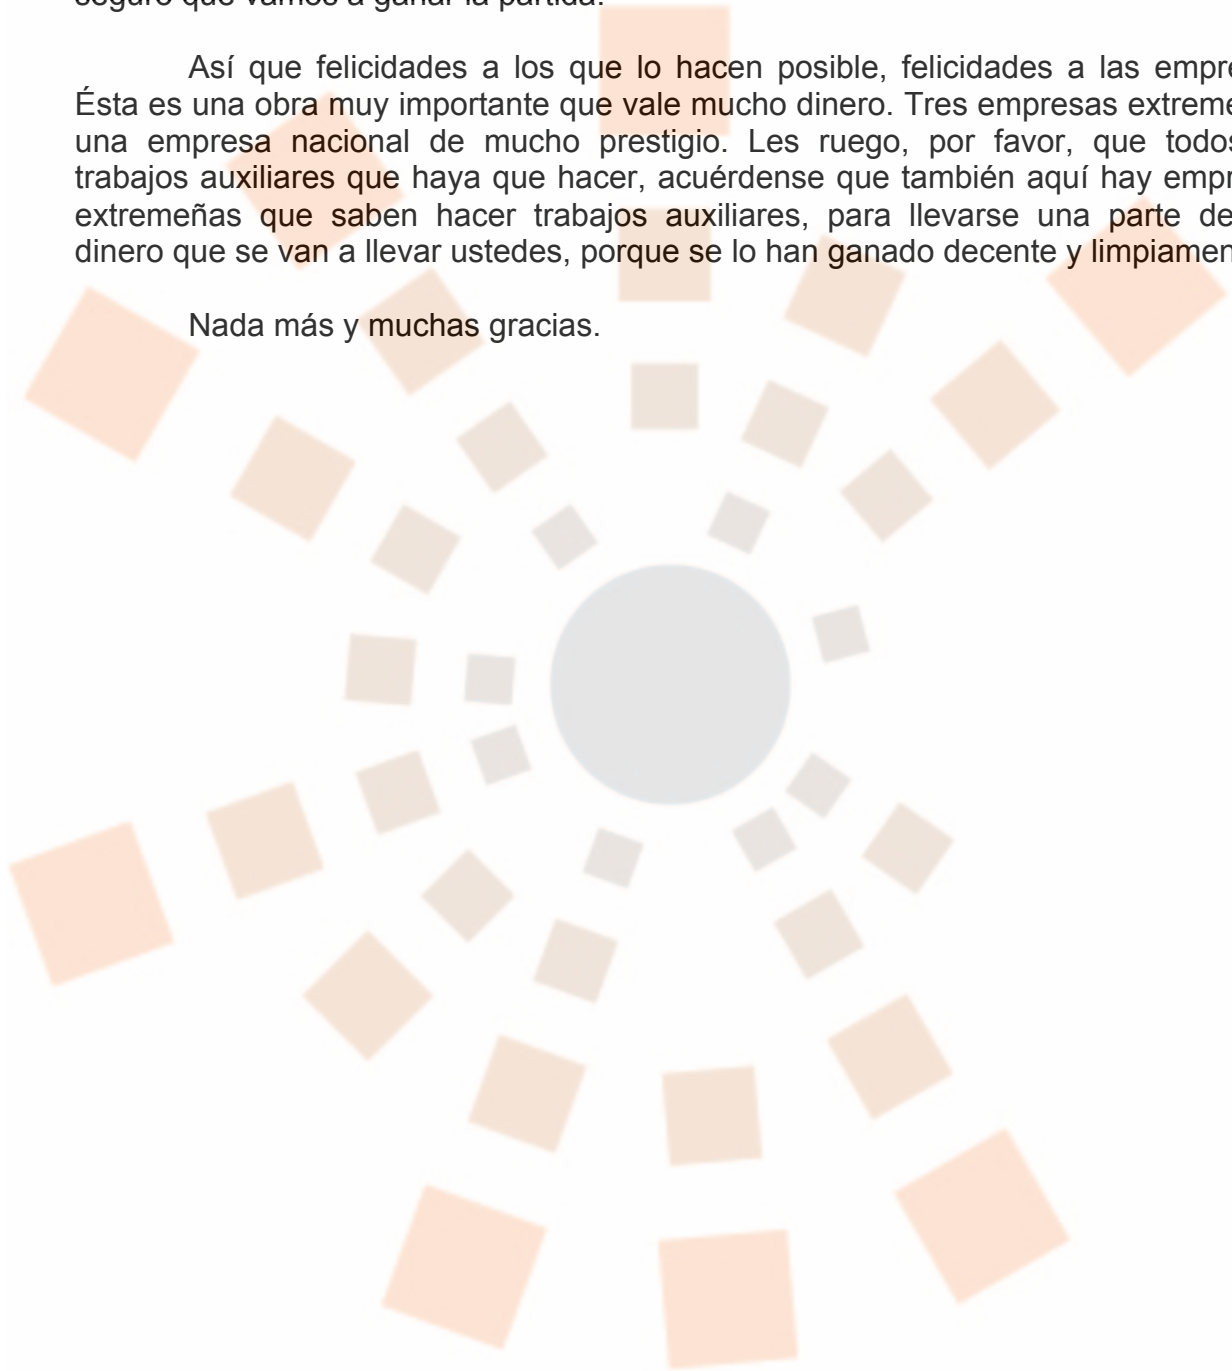 seguro que vamos a ganar la partida.
Así que felicidades a los que lo hacen posible, felicidades a las empre
Ésta es una obra muy importante que vale mucho dinero. Tres empresas extreme
una empresa nacional de mucho prestigio. Les ruego, por favor, que todos
trabajos auxiliares que haya que hacer, acuérdense que también aquí hay empr
extremeñas que saben hacer trabajos auxiliares, para llevarse una parte de
dinero que se van a llevar ustedes, porque se lo han ganado decente y limpiamen
Nada más y muchas gracias.